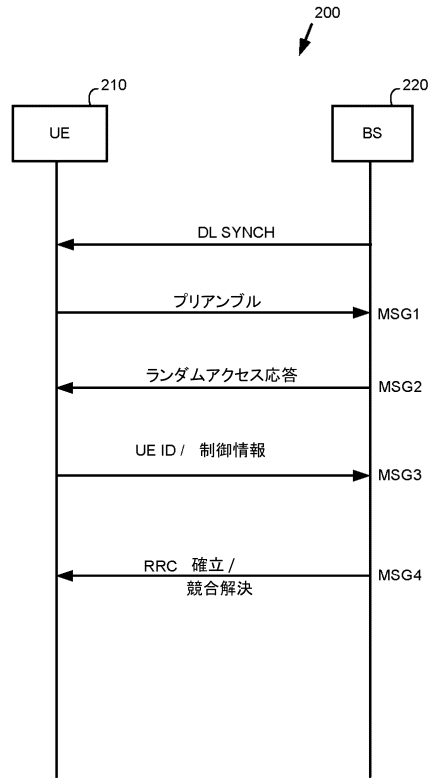 200
210
220
UE
BS
DL SYNCH
プリアンブル
MSG1
ランダムアクセス応答
MSG2
UE ID / 制御情報
MSG3
RRC 確立 /
競合解決
MSG4